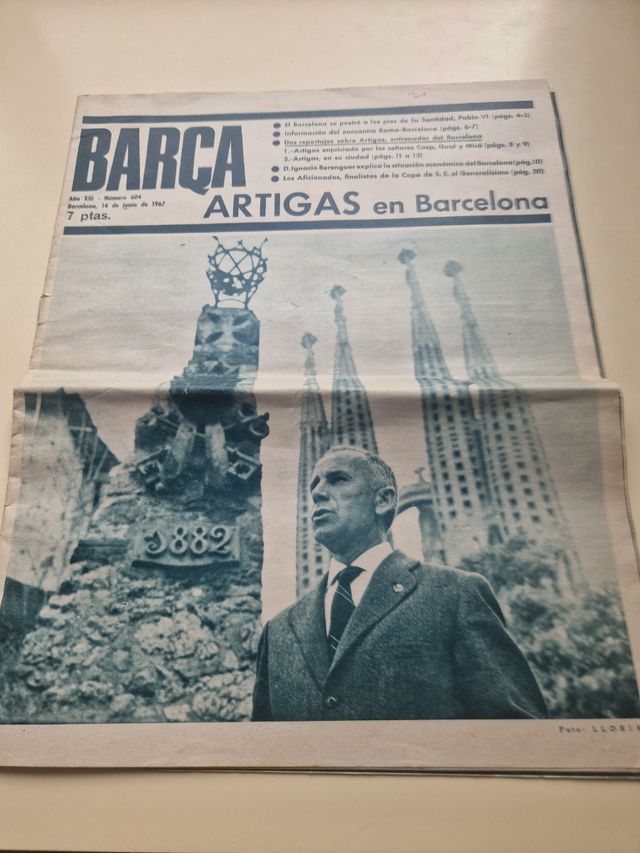 BARÇA
Año XIII - Número 604
Barcelona, 14 de junio de 1967
7 ptas.
● El Barcelona se postró a los pies de Su Santidad, Pablo VI (págs. 4-5)
● Información del encuentro Roma-Barcelona (págs. 6-7)
● Dos reportajes sobre Artigas, entrenador del Barcelona
1.-Artigas enjuiciado por los señores Coep, Gual y Miró (págs. 8 y 9)
2.-Artigas, en su ciudad (págs. 11 a 13)
● D. Ignacio Berenguer explica la situación económica del Barcelona (pág, 10)
● Los Aficionados, finalistas de la Copa de S. E. el Generalísimo (pág. 20).
ARTIGAS en Barcelona
1882
Foto: